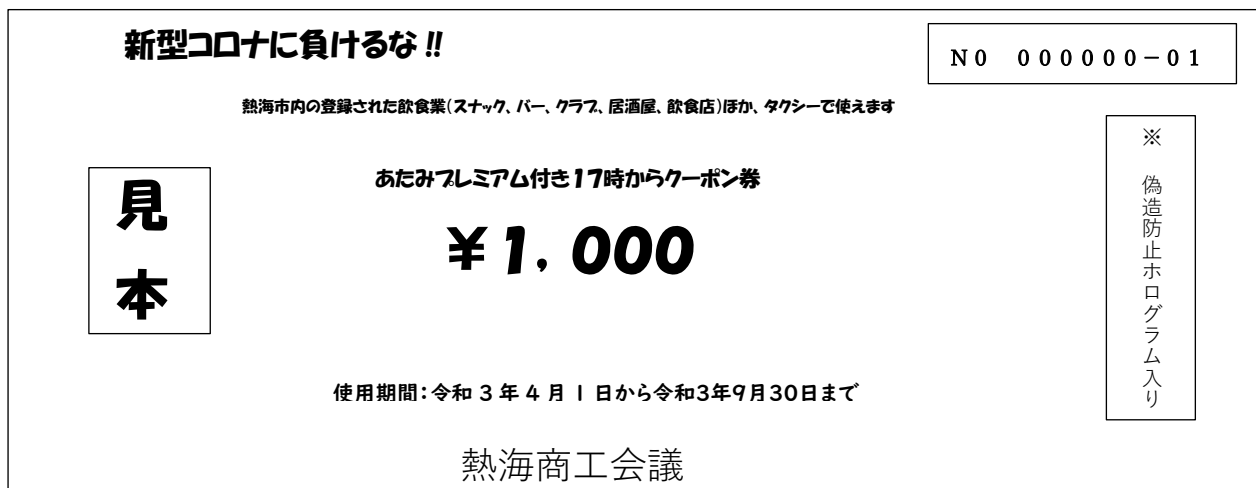 新型コロナに負けるな!!
N0 000000-01
熱海市内の登録された飲食業(スナック、バー、クラブ、居酒屋、飲食店)ほか、タクシーで使えます
※ 偽造防止ホログラム入り
見本
あたみプレミアム付き17時からクーポン券
¥1,000
使用期間:令和3年4月1日から令和3年9月30日まで
熱海商工会議